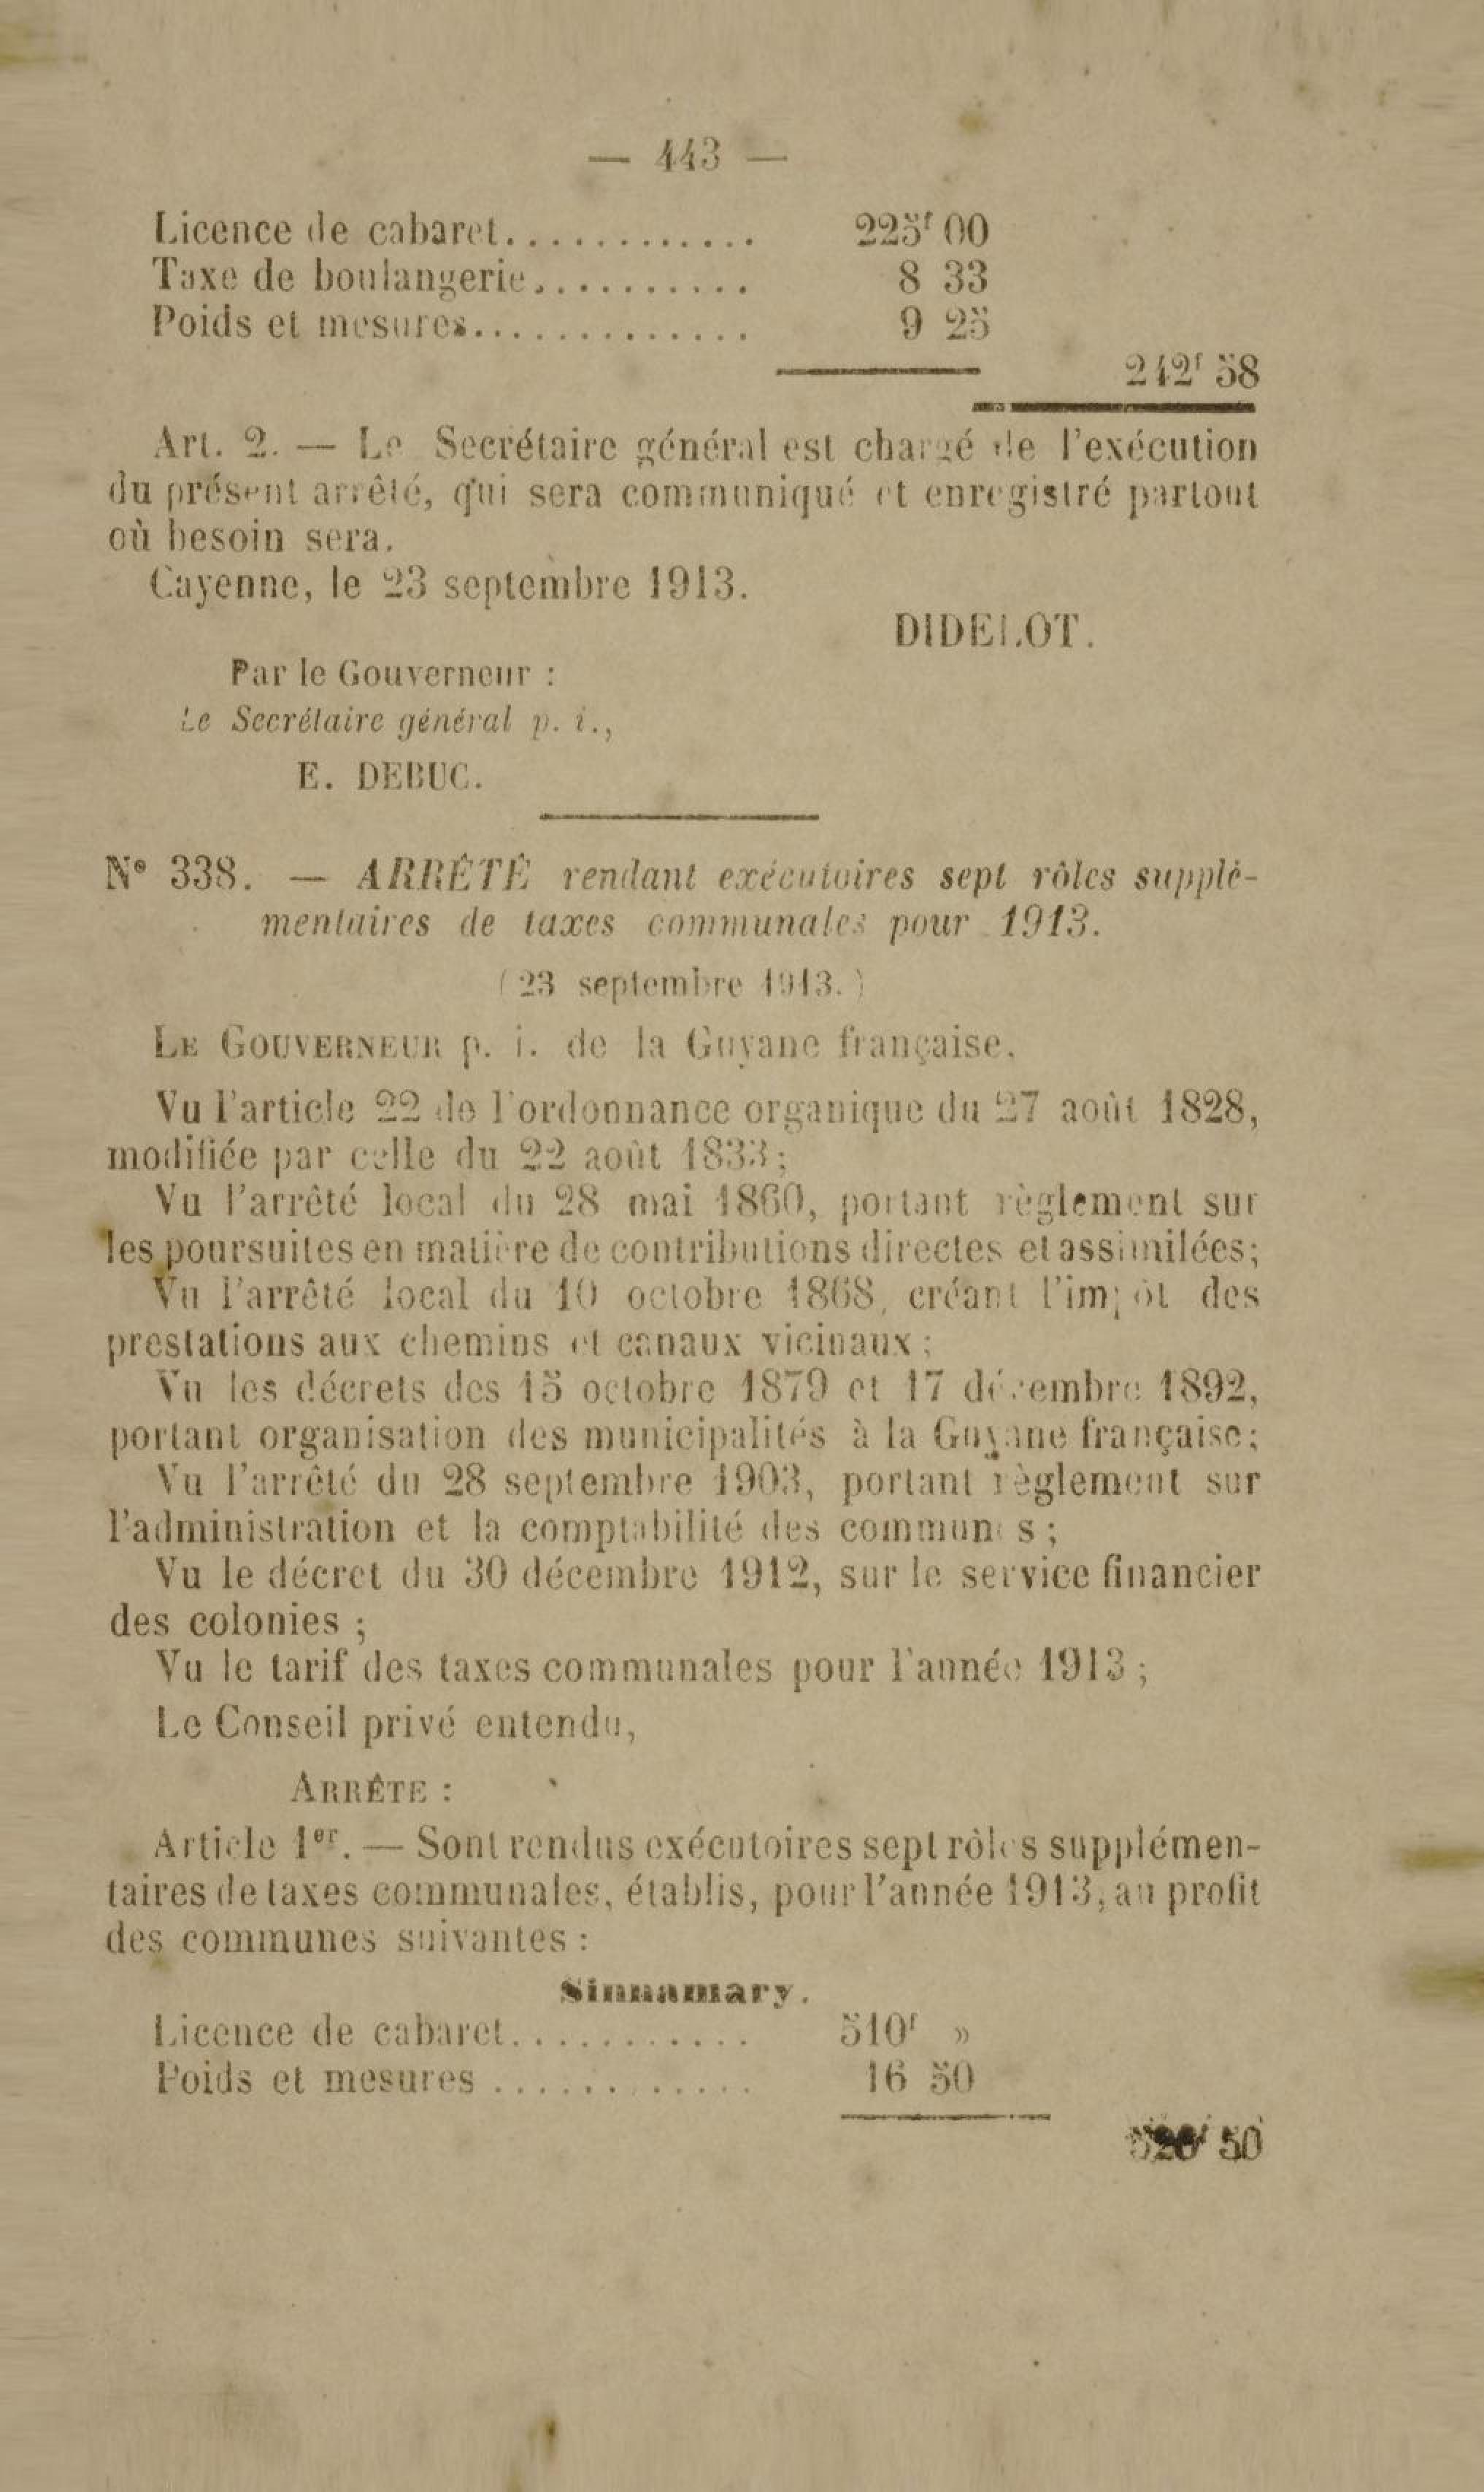 — 443 —
Licence de cabaret............. 225f 00
Taxe de boulangerie.......... 8 33
Poids et mesures.............. 9 25
242f 58
Art. 2. — Le Secrétaire général est chargé de l'exécution
du présent arrêté, qui sera communiqué et enregistré partout
où besoin sera.
Cayenne, le 23 septembre 1913.
DIDELOT.
Par le Gouverneur :
Le Secrétaire général p. i.,
E. DEBUC.
N° 338. — ARRÊTÉ rendant exécutoires sept rôles supplé-
mentaires de taxes communales pour 1913.
(23 septembre 1913.)
LE GOUVERNEUR p. i. de la Guyane française,
Vu l'article 22 de l'ordonnance organique du 27 août 1828,
modifiée par celle du 22 août 1833;
Vu l'arrêté local du 28 mai 1860, portant règlement sur
les poursuites en matière de contributions directes et assimilées;
Vu l'arrêté local du 10 octobre 1868, créant l'impôt des
prestations aux chemins et canaux vicinaux;
Vu les décrets des 15 octobre 1879 et 17 décembre 1892,
portant organisation des municipalités à la Guyane française;
Vu l'arrêté du 28 septembre 1903, portant règlement sur
l'administration et la comptabilité des communes;
Vu le décret du 30 décembre 1912, sur le service financier
des colonies ;
Vu le tarif des taxes communales pour l'année 1913;
Le Conseil privé entendu,
ARRÊTE :
Article 1er. — Sont rendus exécutoires sept rôles supplémen-
taires de taxes communales, établis, pour l'année 1913, au profit
des communes suivantes :
Sinnamary.
Licence de cabaret........... 510f »
Poids et mesures ............ 16 50
526f 50